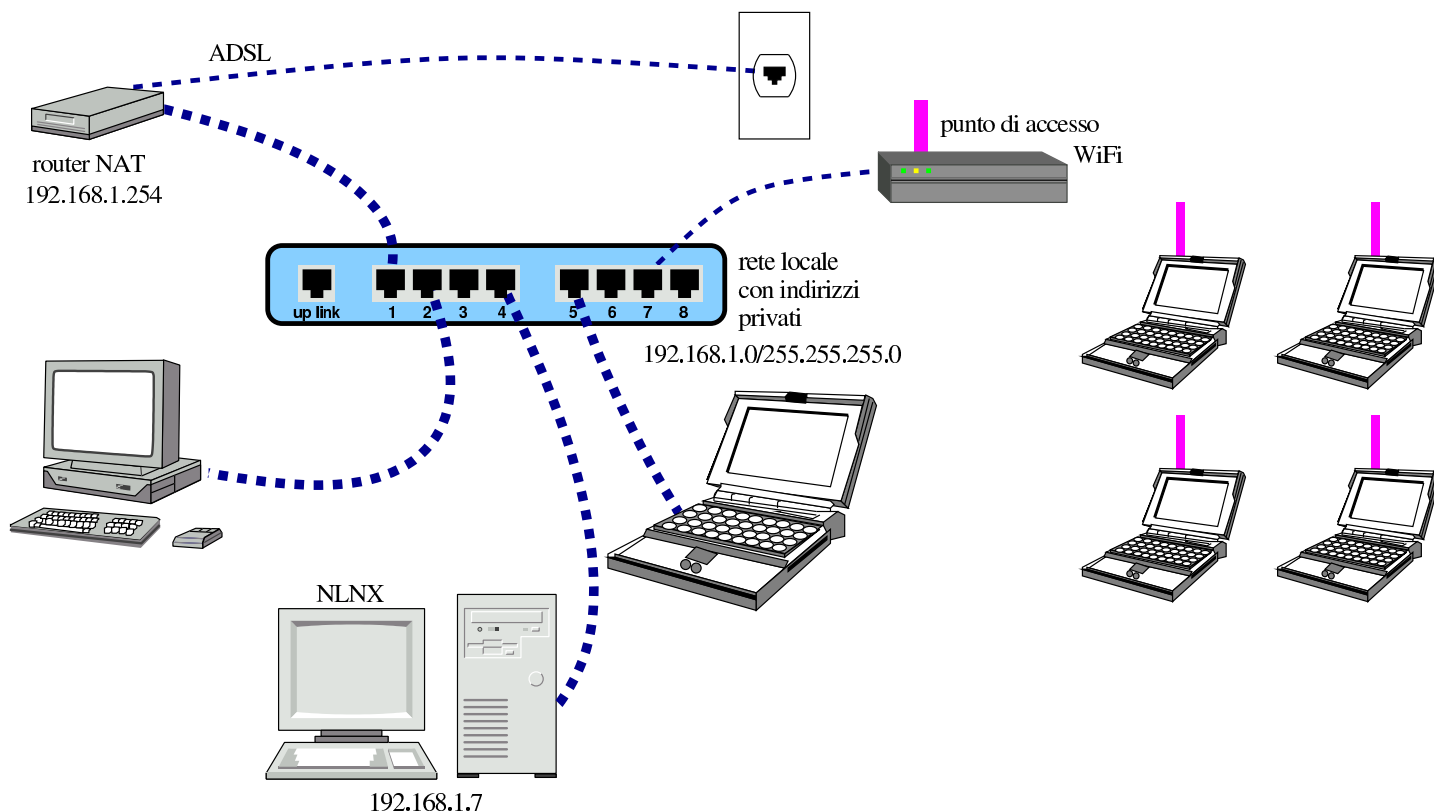 ADSL
punto di accesso
WiFi
router NAT
192.168.1.254
rete locale
con indirizzi
privati
192.168.1.0/255.255.255.0
up link 1 2 3 4 5 6 7 8
NLNX
192.168.1.7